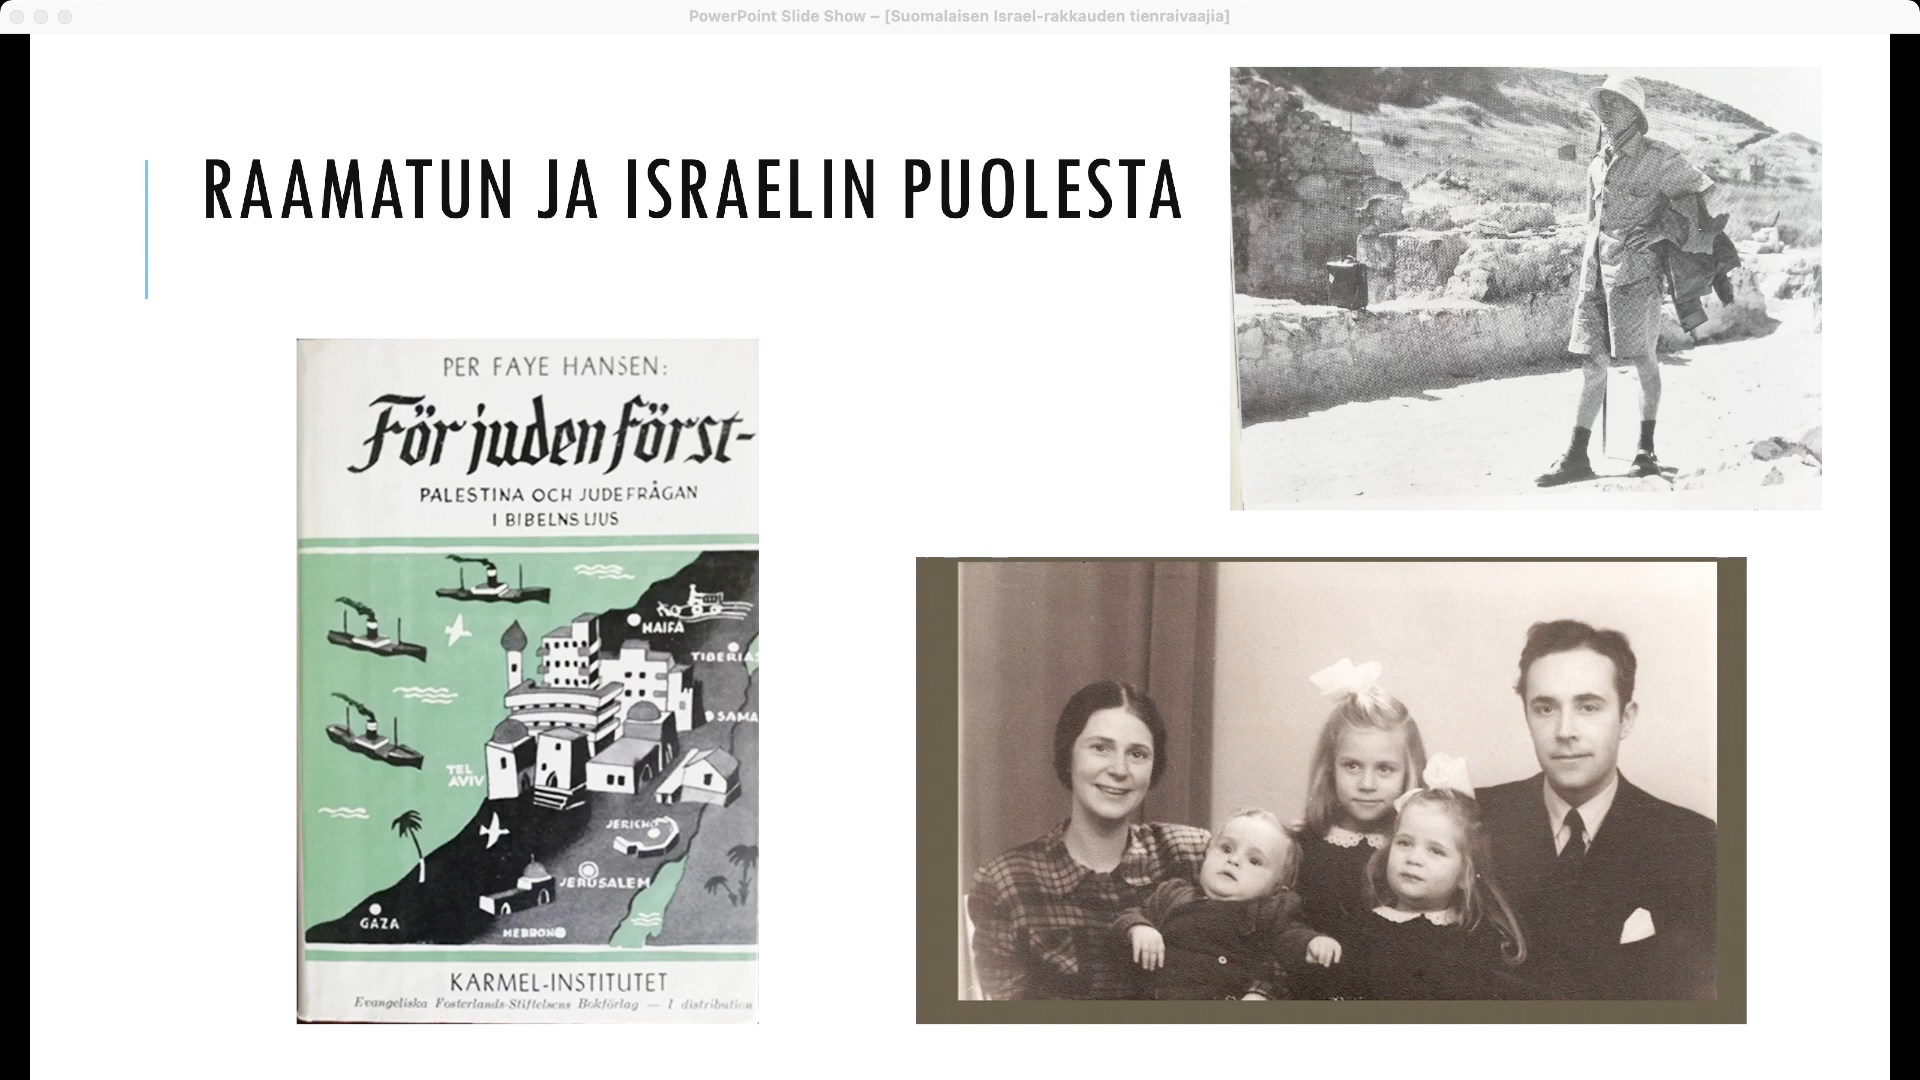 PowerPoint Slide Show – [Suomalaisen Israel-rakkauden tienraivaajia]
RAAMATUN JA ISRAELIN PUOLESTA
PER FAYE HANSEN:
För juden först-
PALESTINA OCH JUDEFRÅGAN
I BIBELNS LJUS
HAIFA
TIBERIAS
SAMA
TEL
AVIV
JERICHO
JERUSALEM
GAZA
HEBRON
KARMEL-INSTITUTET
Evangeliska Fosterlands-Stiftelsens Bokförlag — I distribution